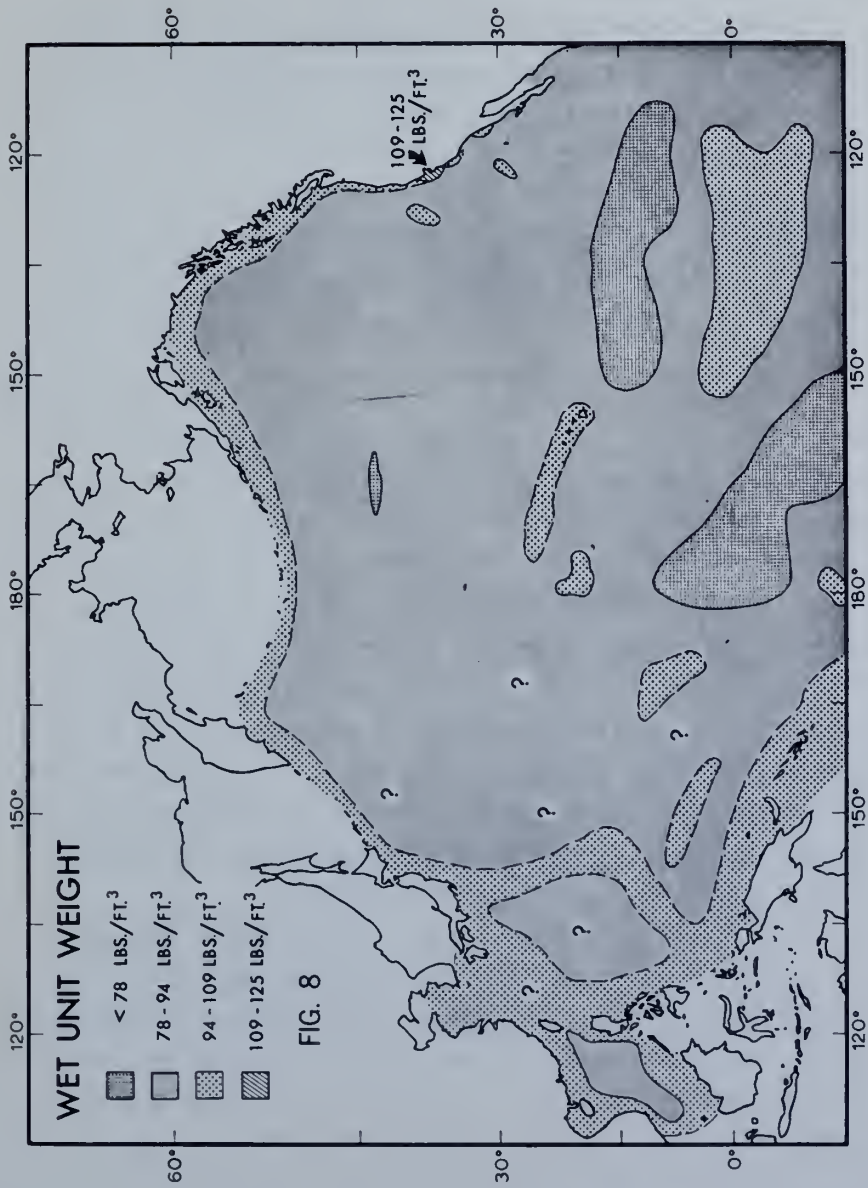 WET UNIT WEIGHT
< 78 LBS./FT.³
78 - 94 LBS./FT.³
94 - 109 LBS./FT.³
109 - 125 LBS./FT.³
FIG. 8
109 - 125
LBS./FT.³
120°
150°
180°
150°
120°
60°
30°
0°
60°
30°
0°
120°
150°
180°
150°
120°
?
?
?
?
?
?